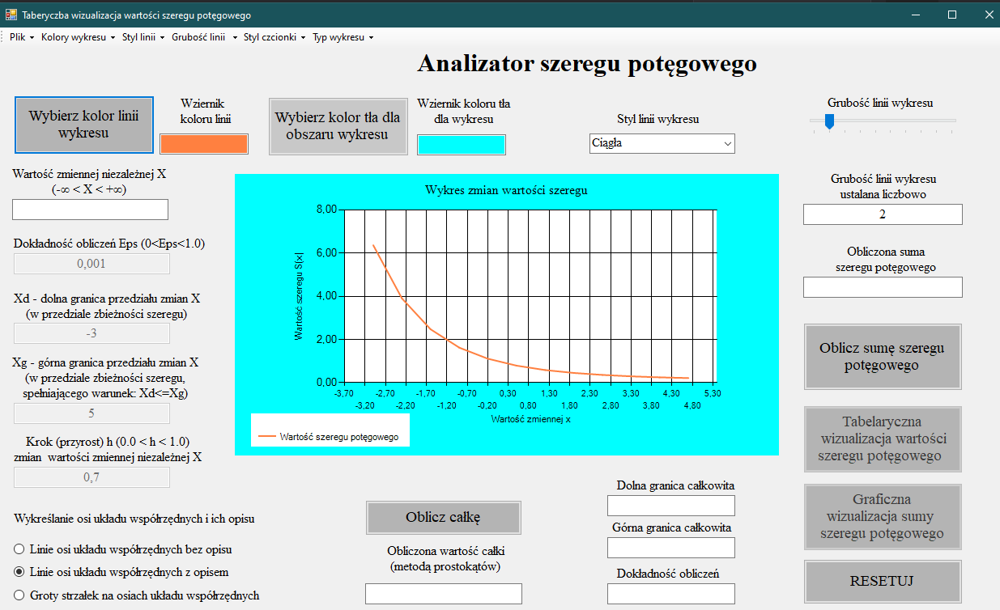 Taberyczba wizualizacja wartości szeregu potęgowego
Plik Kolory wykresu Styl linii Grubość linii Styl czcionki Typ wykresu
Analizator szeregu potęgowego
Wybierz kolor linii
wykresu
Wziernik
koloru linii
Wybierz kolor tła dla
obszaru wykresu
Wziernik koloru tła
dla wykresu
Styl linii wykresu
Ciągła
Grubość linii wykresu
Wartość zmiennej niezależnej X
(-∞ < X < +∞)
Dokładność obliczeń Eps (0<Eps<1.0)
0,001
Xd - dolna granica przedziału zmian X
(w przedziale zbieżności szeregu)
-3
Xg - górna granica przedziału zmian X
(w przedziale zbieżności szeregu,
spełniającego warunek: Xd<=Xg)
5
Krok (przyrost) h (0.0 < h < 1.0)
zmian wartości zmiennej niezależnej X
0,7
Wykreślanie osi układu współrzędnych i ich opisu
Linie osi układu współrzędnych bez opisu
Linie osi układu współrzędnych z opisem
Groty strzałek na osiach układu współrzędnych
Wykres zmian wartości szeregu
Wartość szeregu S(x)
8,00
6,00
4,00
2,00
0,00
-3,70 -2,70 -1,70 -0,70 0,30 1,30 2,30 3,30 4,30 5,30
-3,20 -2,20 -1,20 -0,20 0,80 1,80 2,80 3,80 4,80
Wartość zmiennej x
Wartość szeregu potęgowego
Oblicz całkę
Obliczona wartość całki
(metodą prostokątów)
Dolna granica całkowita
Górna granica całkowita
Dokładność obliczeń
Grubość linii wykresu
ustalana liczbowo
2
Obliczona suma
szeregu potęgowego
Oblicz sumę szeregu
potęgowego
Tabelaryczna
wizualizacja wartości
szeregu potęgowego
Graficzna
wizualizacja sumy
szeregu potęgowego
RESETUJ